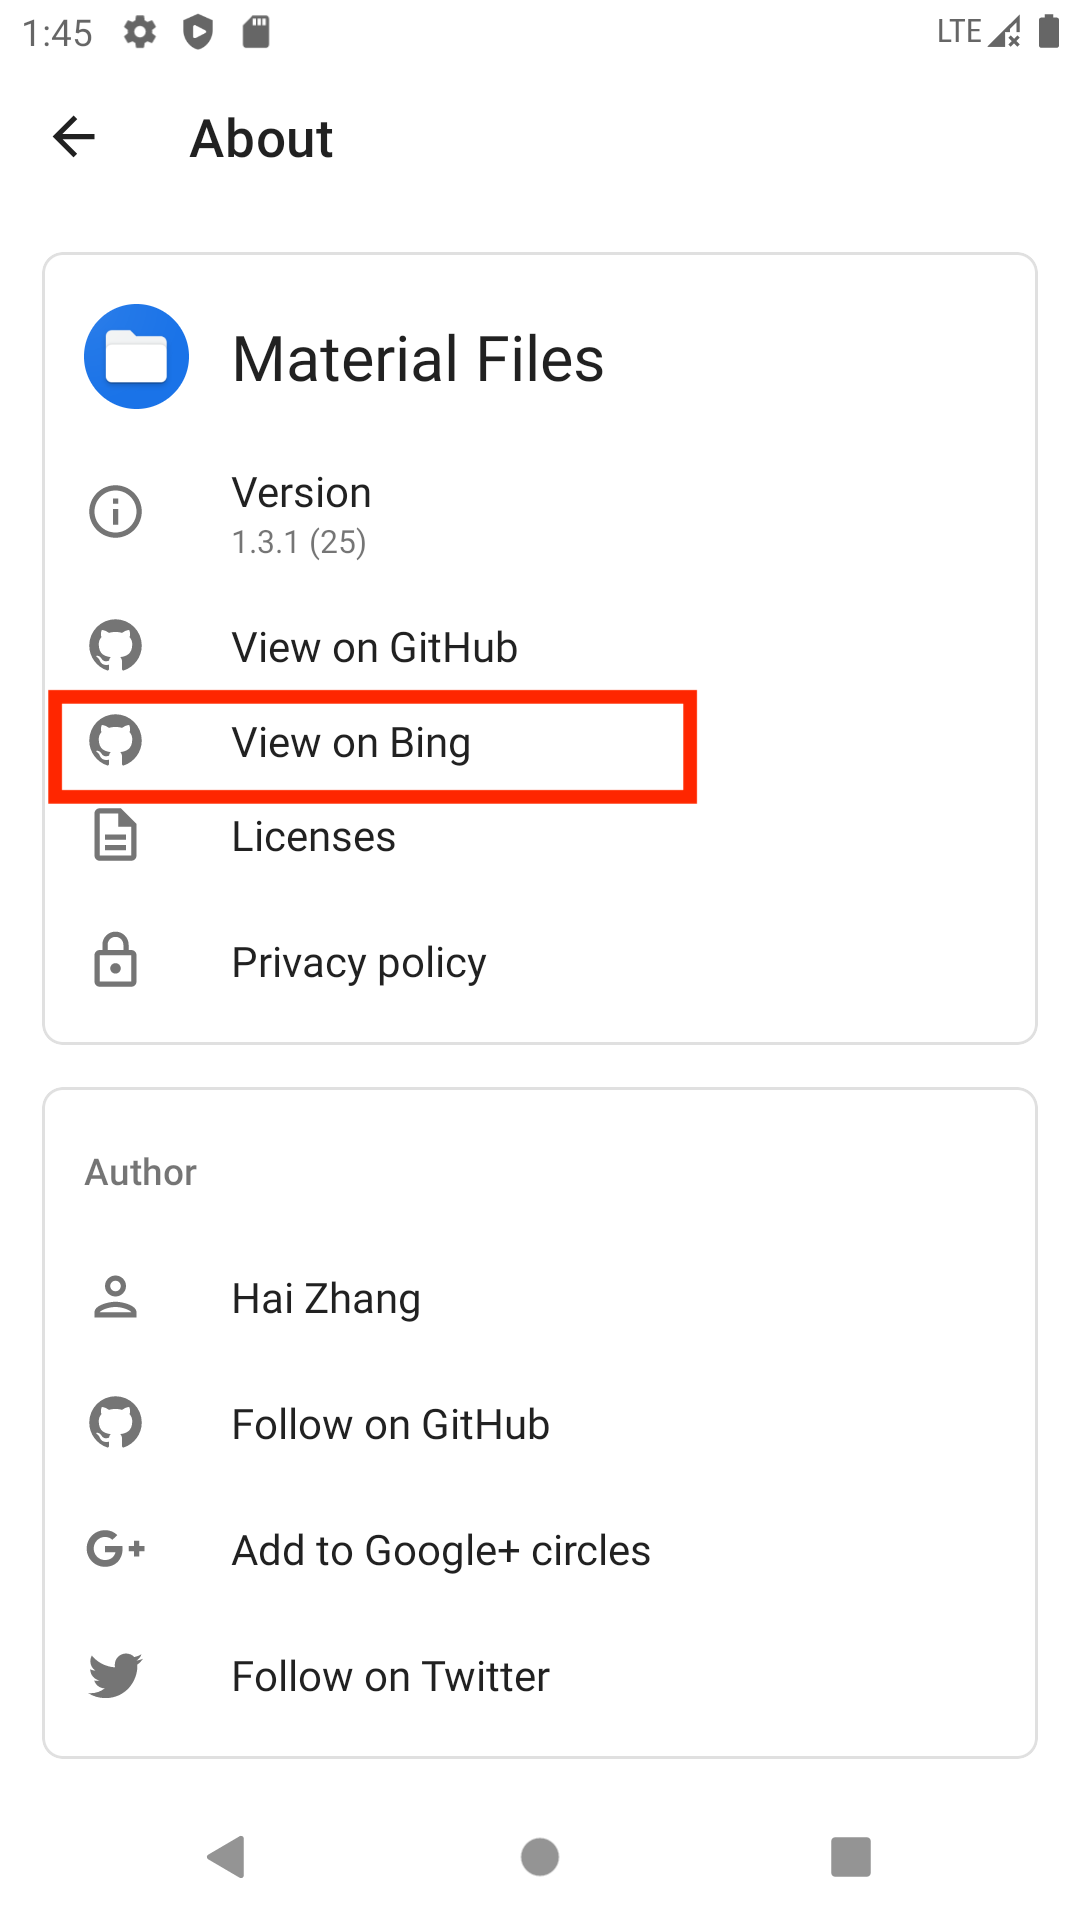 1:45
LTE
About
Material Files
Version
1.3.1 (25)
View on GitHub
View on Bing
Licenses
Privacy policy
Author
Hai Zhang
Follow on GitHub
G+
Add to Google+ circles
Follow on Twitter